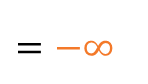 = −∞